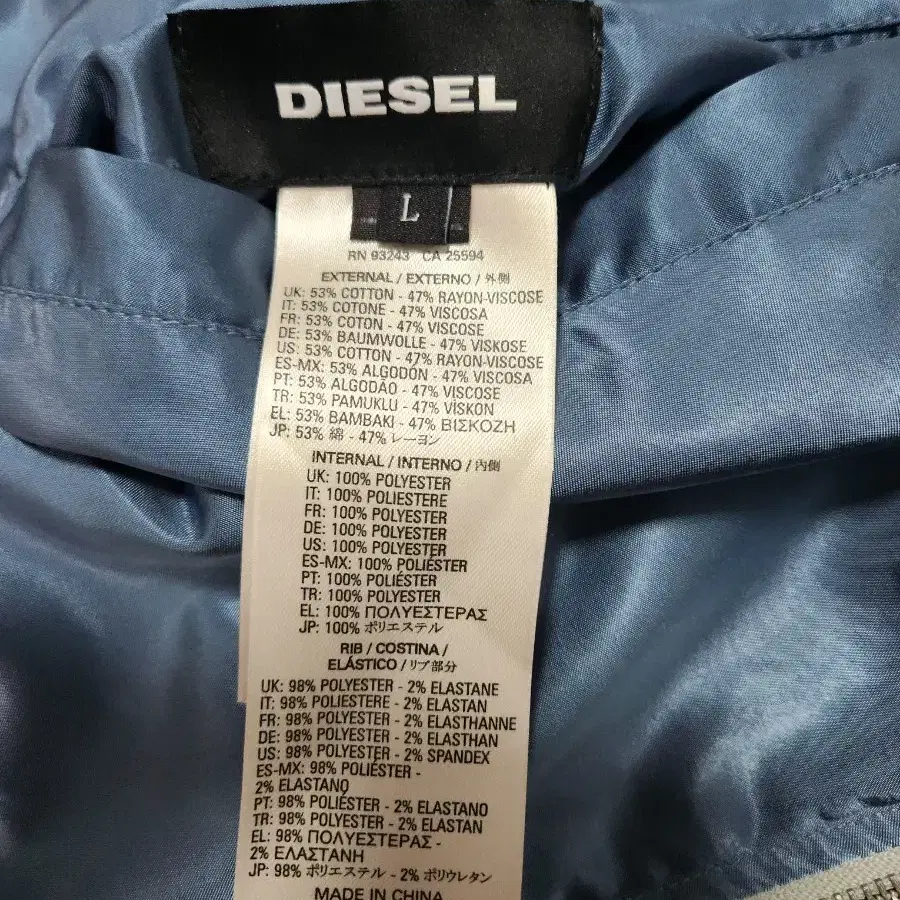 DIESEL
L
RN 93243 CA 25594
EXTERNAL / EXTERNO / 外側
UK: 53% COTTON - 47% RAYON-VISCOSE
IT: 53% COTONE - 47% VISCOSA
FR: 53% COTON - 47% VISCOSE
DE: 53% BAUMWOLLE - 47% VISKOSE
US: 53% COTTON - 47% RAYON-VISCOSE
ES-MX: 53% ALGODÓN - 47% VISCOSA
PT: 53% ALGODÃO - 47% VISCOSE
TR: 53% PAMUKLU - 47% VİSKON
EL: 53% ΒΑΜΒΑΚΙ - 47% ΒΙΣΚΟΖΗ
JP: 53% 綿 - 47% レーヨン
INTERNAL / INTERNO / 内側
UK: 100% POLYESTER
IT: 100% POLIESTERE
FR: 100% POLYESTER
DE: 100% POLYESTER
US: 100% POLYESTER
ES-MX: 100% POLIÉSTER
PT: 100% POLIÉSTER
TR: 100% POLYESTER
EL: 100% ΠΟΛΥΕΣΤΕΡΑΣ
JP: 100% ポリエステル
RIB / COSTINA /
ELÁSTICO / リブ部分
UK: 98% POLYESTER - 2% ELASTANE
IT: 98% POLIESTERE - 2% ELASTAN
FR: 98% POLYESTER - 2% ELASTHANNE
DE: 98% POLYESTER - 2% ELASTHAN
US: 98% POLYESTER - 2% SPANDEX
ES-MX: 98% POLIÉSTER -
2% ELASTANO
PT: 98% POLIÉSTER - 2% ELASTANO
TR: 98% POLYESTER - 2% ELASTAN
EL: 98% ΠΟΛΥΕΣΤΕΡΑΣ -
2% ΕΛΑΣΤΑΝΗ
JP: 98% ポリエステル - 2% ポリウレタン
MADE IN CHINA